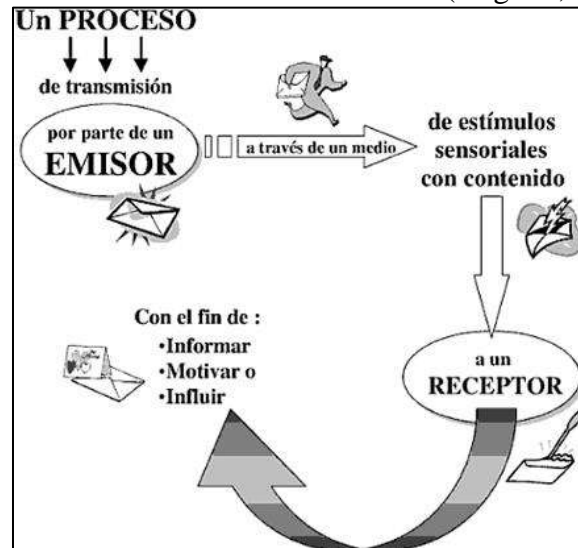 Un PROCESO
de transmisión
por parte de un
EMISOR
a través de un medio
de estímulos
sensoriales
con contenido
a un
RECEPTOR
Con el fin de :
•Informar
•Motivar o
•Influir